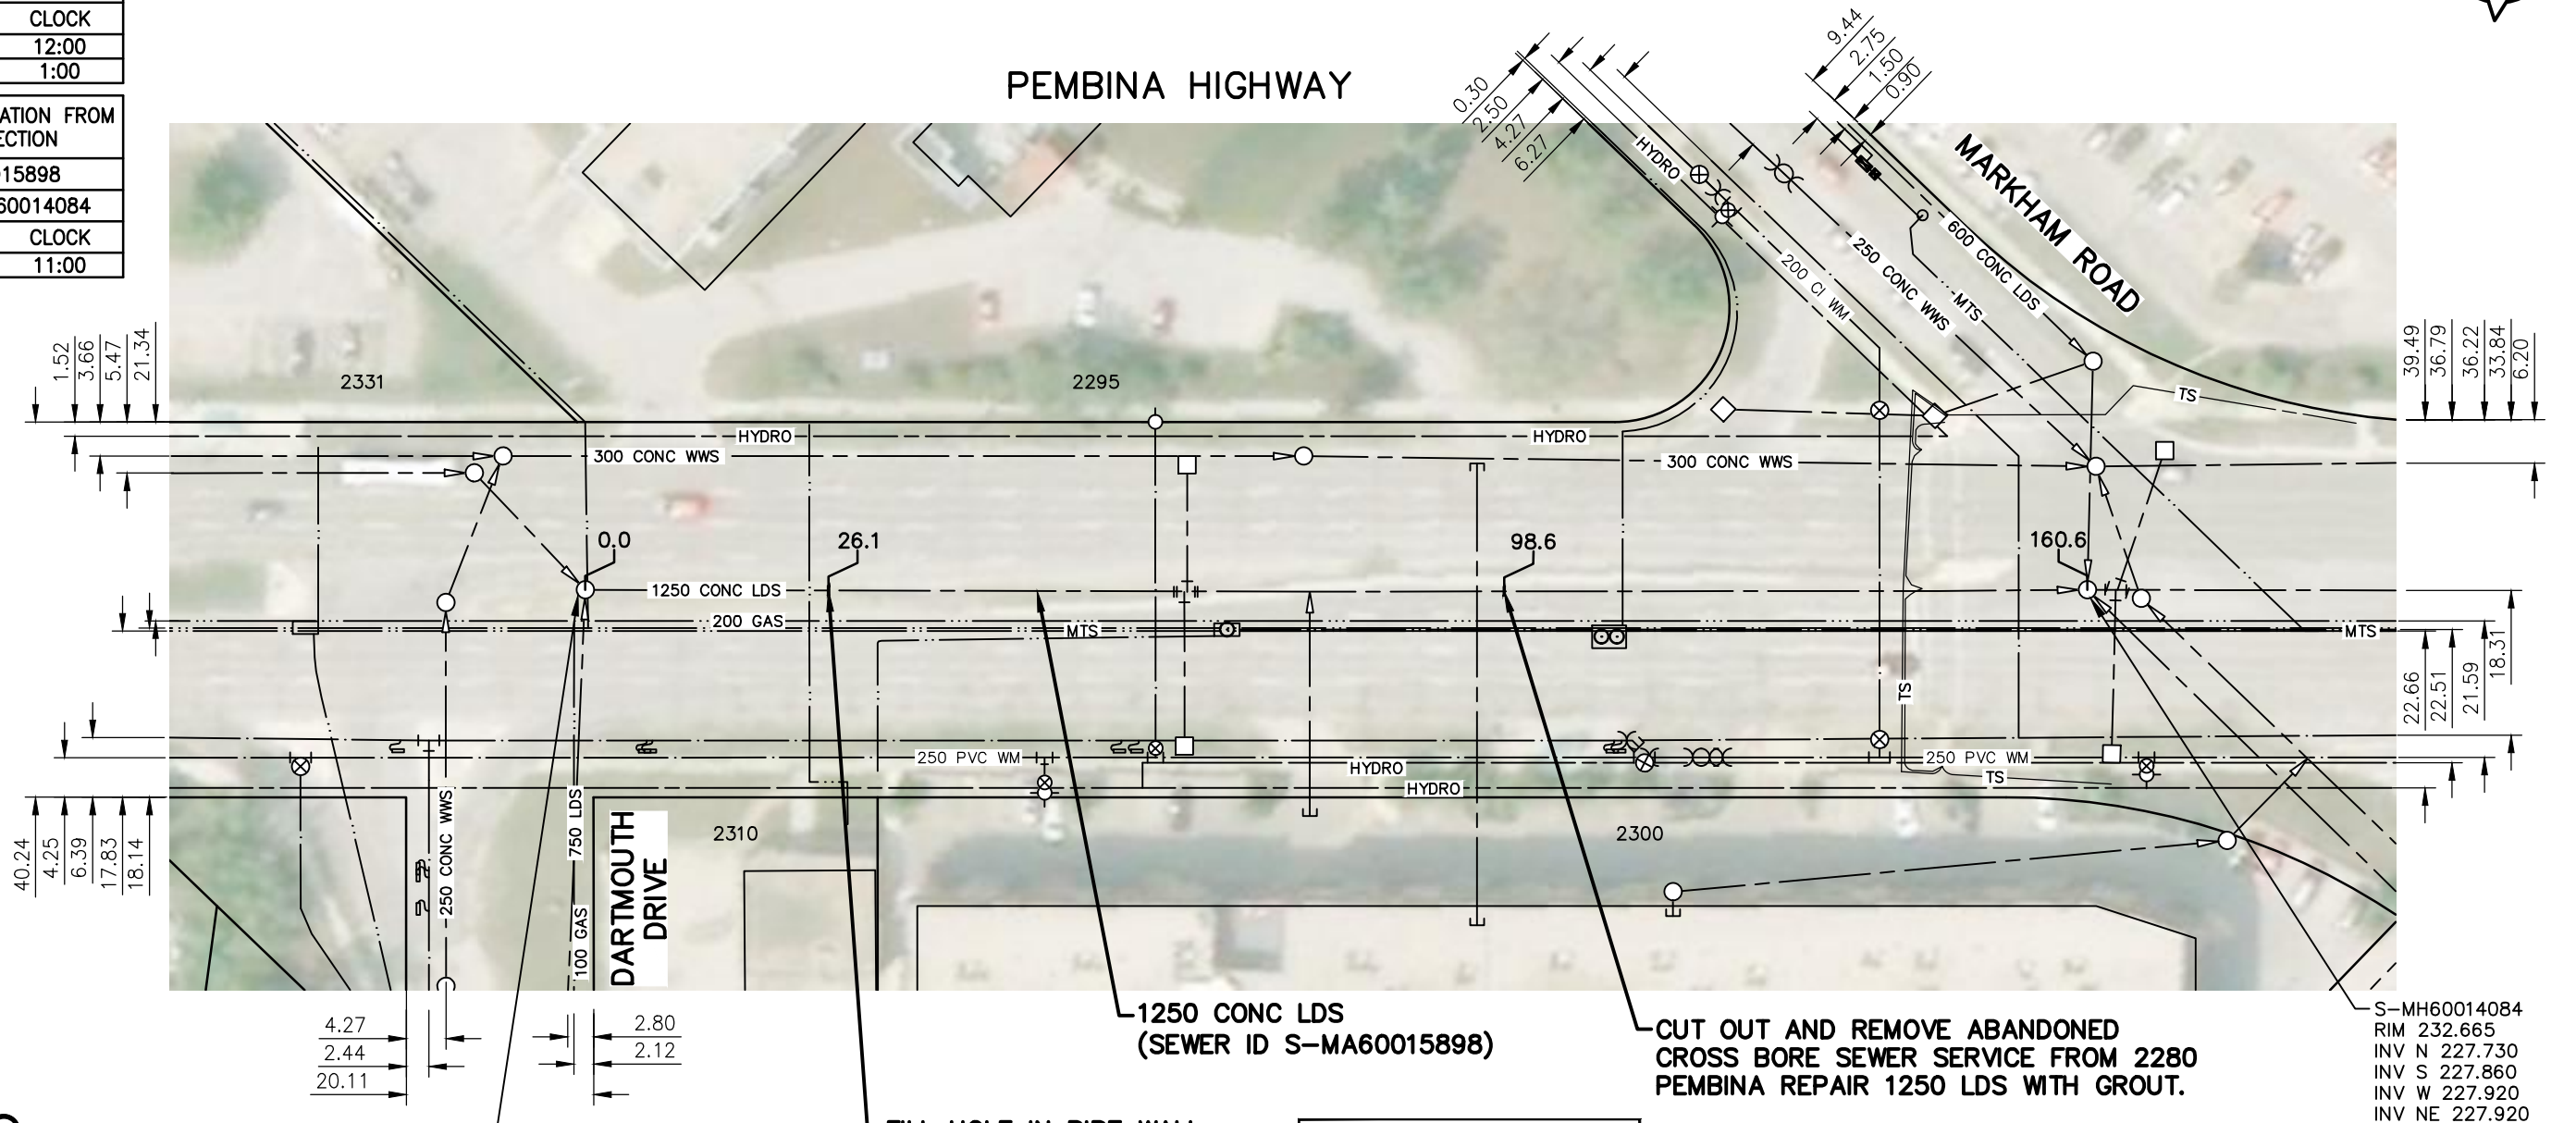 CLOCK
12:00
1:00
ATION FROM
ECTION
15898
60014084
CLOCK
11:00
PEMBINA HIGHWAY
0.30
2.50
4.27
6.27
9.44
2.75
1.50
0.90
HYDRO
MARKHAM ROAD
600 CONC LDS
250 CONC WWS
MTS
200 CI WM
1.52
3.66
5.47
21.34
2331
2295
39.49
36.79
36.22
33.84
6.20
TS
HYDRO
HYDRO
300 CONC WWS
300 CONC WWS
0.0
26.1
98.6
160.6
1250 CONC LDS
200 GAS
MTS
MTS
18.31
22.66
22.51
21.59
TS
250 PVC WM
250 PVC WM
HYDRO
TS
HYDRO
40.24
4.25
6.39
17.83
18.14
250 CONC WWS
750 LDS
100 GAS
DARTMOUTH
DRIVE
2310
2300
4.27
2.44
20.11
2.80
2.12
1250 CONC LDS
(SEWER ID S-MA60015898)
CUT OUT AND REMOVE ABANDONED
CROSS BORE SEWER SERVICE FROM 2280
PEMBINA REPAIR 1250 LDS WITH GROUT.
S-MH60014084
RIM 232.665
INV N 227.730
INV S 227.860
INV W 227.920
INV NE 227.920
HOLE IN PIPE WALL